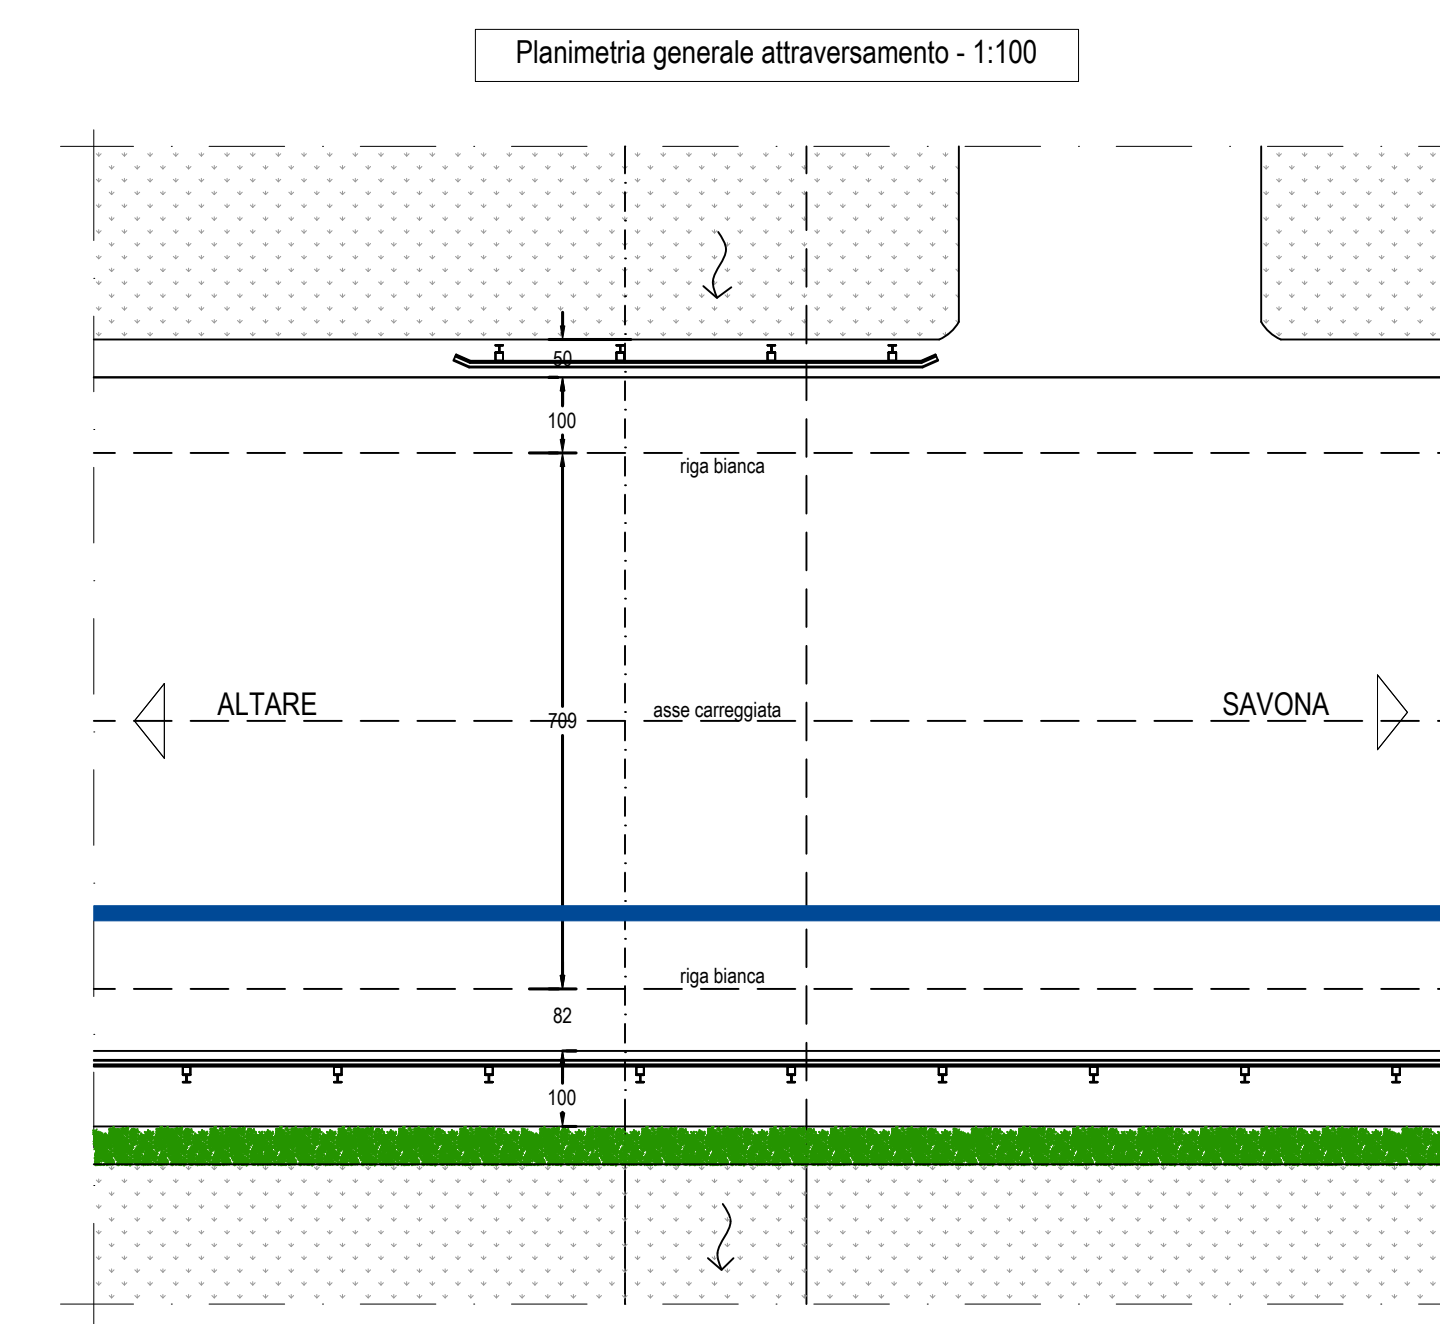 Planimetria generale attraversamento - 1:100
50
100
riga bianca
ALTARE
709
asse carreggiata
SAVONA
riga bianca
82
100